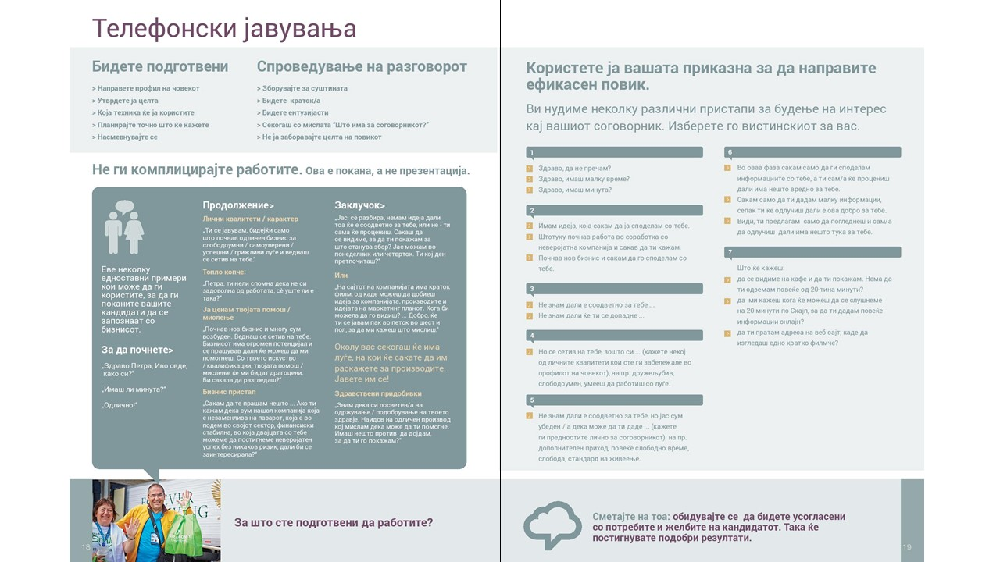 Телефонски јавувања
Бидете подготвени
> Направете профил на човекот
> Утврдете ја целта
> Која техника ќе ја користите
> Планирајте точно што ќе кажете
> Насмевнувајте се
Спроведување на разговорот
> Зборувајте за суштината
> Бидете краток/а
> Бидете ентузијасти
> Секогаш со мислата “Што има за соговорникот?”
> Не ја заборавајте целта на повикот
Не ги комплицирајте работите. Ова е покана, а не презентација.
Еве неколку
едноставни примери
кои може да ги
користите, за да ги
поканите вашите
кандидати да се
запознаат со
бизнисот.
За да почнете>
„Здраво Петра, Иво овде,
како си?“
„Имаш ли минута?“
„Одлично!“
Продолжение>
Лични квалитети / карактер
„Ти се јавувам, бидејќи само
што почнав одличен бизнис за
слободоумни / самоуверени /
успешни / грижливи луѓе и веднаш
се сетив на тебе.“
Топло копче:
„Петра, ти нели спомна дека не си
задоволна од работата, сè уште ли е
така?“
Ја ценам твојата помош /
мислење
„Почнав нов бизнис и многу сум
возбуден. Веднаш се сетив на тебе.
Бизнисот има огромен потенцијал и
се прашував дали ќе можеш да ми
помогнеш. Со твоето искуство
/ квалификации, твојата помош /
мислење ќе ми бидат драгоцени.
Би сакала да разгледаш?“
Бизнис пристап
„Сакам да те прашам нешто ... Ако ти
кажам дека сум нашол компанија која
е незаменлива на пазарот, која е во
подем во својот сектор, финансиски
стабилна, во која двајцата со тебе
можеме да постигнеме неверојатен
успех без никаков ризик, дали би се
заинтересирала?“
Заклучок>
„Јас, се разбира, немам идеја дали
тоа ќе е соодветно за тебе, или не - ти
сама ќе процениш. Сакаш да
се видиме, за да ти покажам за
што станува збор? Јас можам во
понеделник или четврток. Ти кој ден
претпочиташ?“
Или
„На сајтот на компанијата има краток
филм, од каде можеш да добиеш
идеја за компанијата, производите и
идејата на маркетинг планот. Кога би
можела да го видиш? ... Добро, ќе
ти се јавам пак во петок во шест и
пол, за да ми кажеш што мислиш.“
Околу вас секогаш ќе има
луѓе, на кои ќе сакате да им
раскажете за производите.
Јавете им се!
Здравствени придобивки
„Знам дека си посветен/а на
одржување / подобрување на твоето
здравје. Наидов на одличен производ
кој мислам дека може да ти помогне.
Имаш нешто против да дојдам,
за да ти го покажам?“
За што сте подготвени да работите?
18
Користете ја вашата приказна за да направите
ефикасен повик.
Ви нудиме неколку различни пристапи за будење на интерес
кај вашиот соговорник. Изберете го вистинскиот за вас.
1
Здраво, да не пречам?
Здраво, имаш малку време?
Здраво, имаш минута?
2
Имам идеја, која сакам да ја споделам со тебе.
Штотуку почнав работа во соработка со
неверојатна компанија и сакав да ти кажам.
Почнав нов бизнис и сакам да го споделам со
тебе.
3
Не знам дали е соодветно за тебе ...
Не знам дали ќе ти се допадне ...
4
Но се сетив на тебе, зошто си ... (кажете некој
од личните квалитети кои сте ги забележале во
профилот на човекот), на пр. дружељубив,
слободоумен, умееш да работиш со луѓе.
5
Не знам дали е соодветно за тебе, но јас сум
убеден / а дека може да ти даде ... (кажете
ги предностите лично за соговорникот), на пр.
дополнителен приход, повеќе слободно време,
слобода, стандард на живеење.
6
Во оваа фаза сакам само да ги споделам
информациите со тебе, а ти сам/а ќе процениш
дали има нешто вредно за тебе.
Сакам само да ти дадам малку информации,
сепак ти ќе одлучиш дали е ова добро за тебе.
Види, ти предлагам само да погледнеш и сам/а
да одлучиш дали има нешто тука за тебе.
7
Што ќе кажеш:
да се видиме на кафе и да ти покажам. Нема да
ти одземам повеќе од 20-тина минути?
да ми кажеш кога ќе можеш да се слушнеме
на 20 минути по Скајп, за да ти дадам повеќе
информации онлајн?
да ти пратам адреса на веб сајт, каде да
изгледаш едно кратко филмче?
Сметајте на тоа: обидувајте се да бидете усогласени
со потребите и желбите на кандидатот. Така ќе
постигнувате подобри резултати.
19